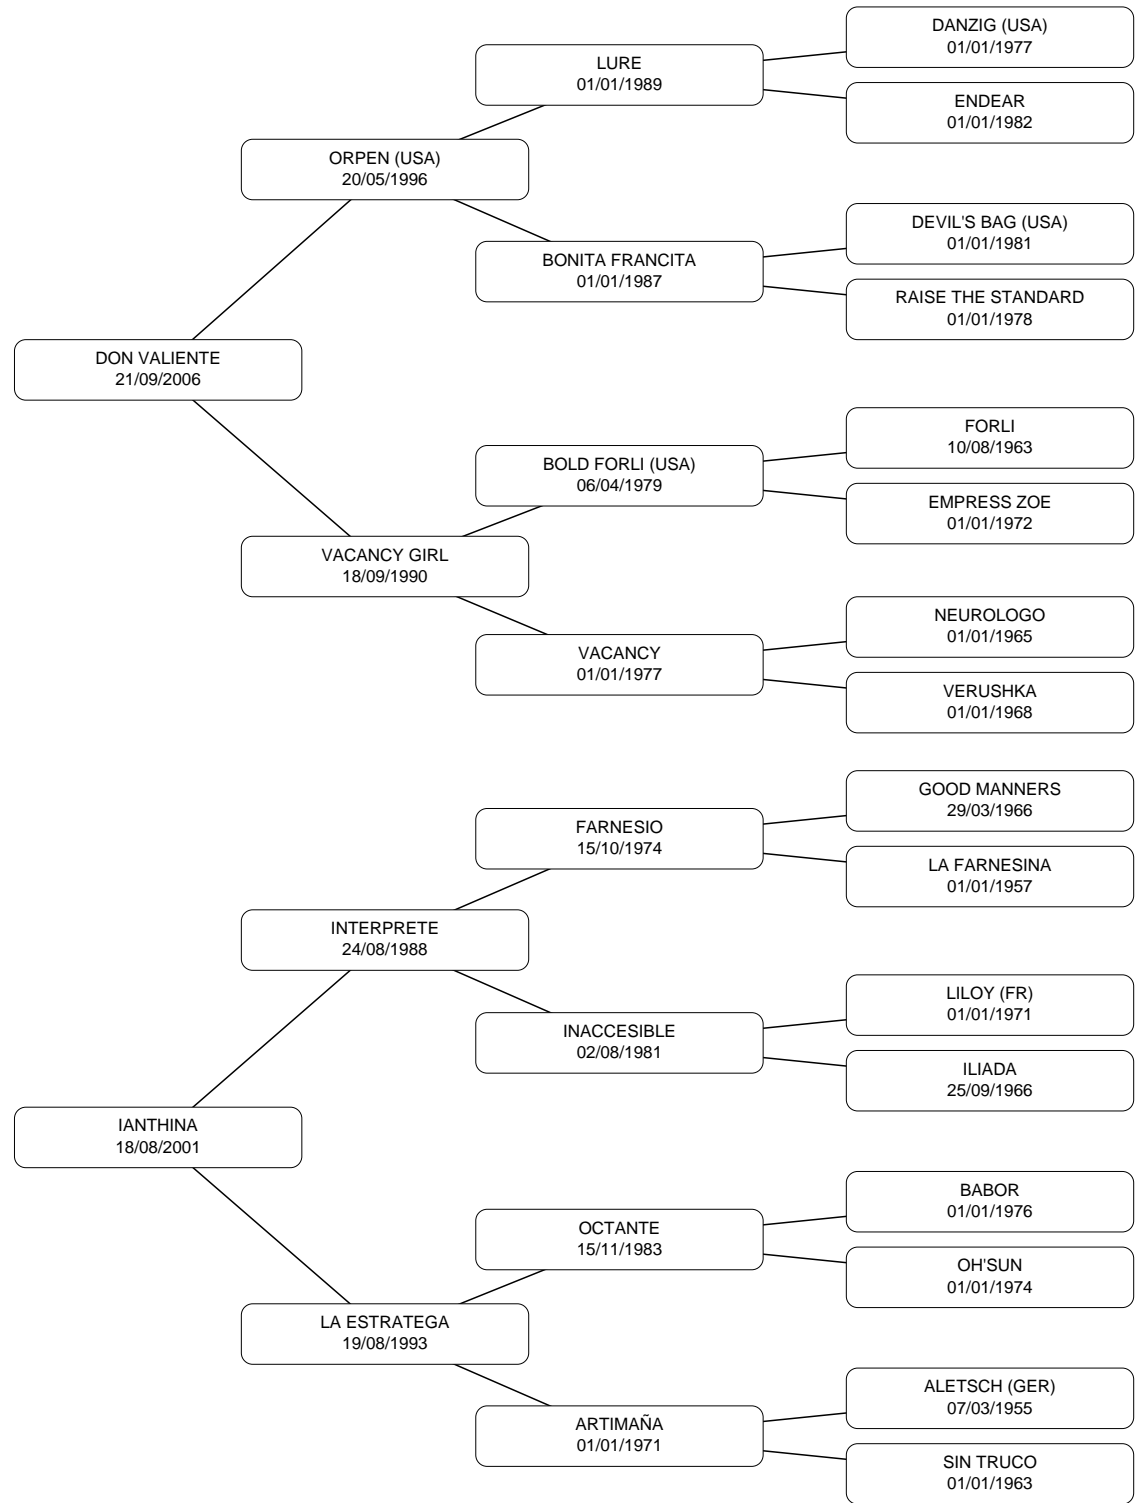 DANZIG (USA)
01/01/1977
LURE
01/01/1989
ENDEAR
01/01/1982
ORPEN (USA)
20/05/1996
DEVIL'S BAG (USA)
01/01/1981
BONITA FRANCITA
01/01/1987
RAISE THE STANDARD
01/01/1978
DON VALIENTE
21/09/2006
FORLI
10/08/1963
BOLD FORLI (USA)
06/04/1979
EMPRESS ZOE
01/01/1972
VACANCY GIRL
18/09/1990
NEUROLOGO
01/01/1965
VACANCY
01/01/1977
VERUSHKA
01/01/1968
GOOD MANNERS
29/03/1966
FARNESIO
15/10/1974
LA FARNESINA
01/01/1957
INTERPRETE
24/08/1988
LILOY (FR)
01/01/1971
INACCESIBLE
02/08/1981
ILIADA
25/09/1966
IANTHINA
18/08/2001
BABOR
01/01/1976
OCTANTE
15/11/1983
OH'SUN
01/01/1974
LA ESTRATEGA
19/08/1993
ALETSCH (GER)
07/03/1955
ARTIMAÑA
01/01/1971
SIN TRUCO
01/01/1963